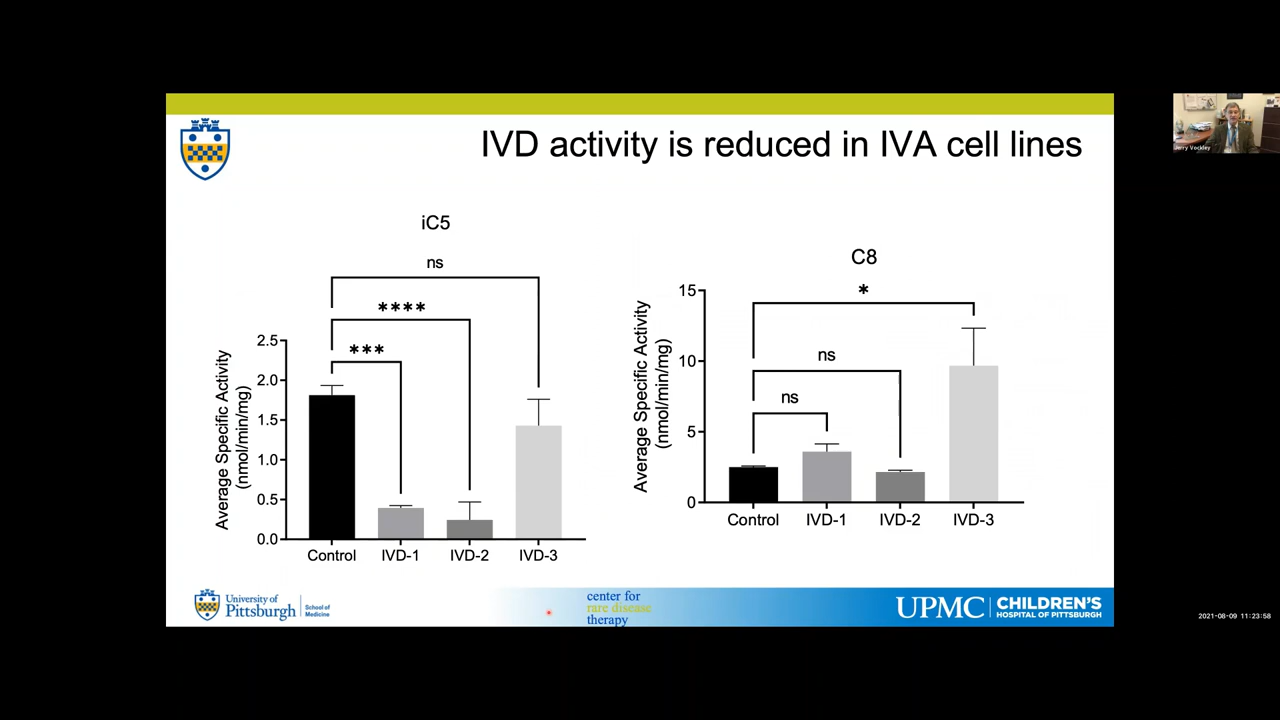 IVD activity is reduced in IVA cell lines
iC5
ns
****
***
Average Specific Activity
(nmol/min/mg)
2.5
2.0
1.5
1.0
0.5
0.0
Control IVD-1 IVD-2 IVD-3
C8
*
ns
ns
Average Specific Activity
(nmol/min/mg)
15
10
5
0
Control IVD-1 IVD-2 IVD-3
University of
Pittsburgh
School of
Medicine
center for
rare disease
therapy
UPMC
CHILDREN'S
HOSPITAL OF PITTSBURGH
Jerry Vockley
2021-08-09 11:23:58